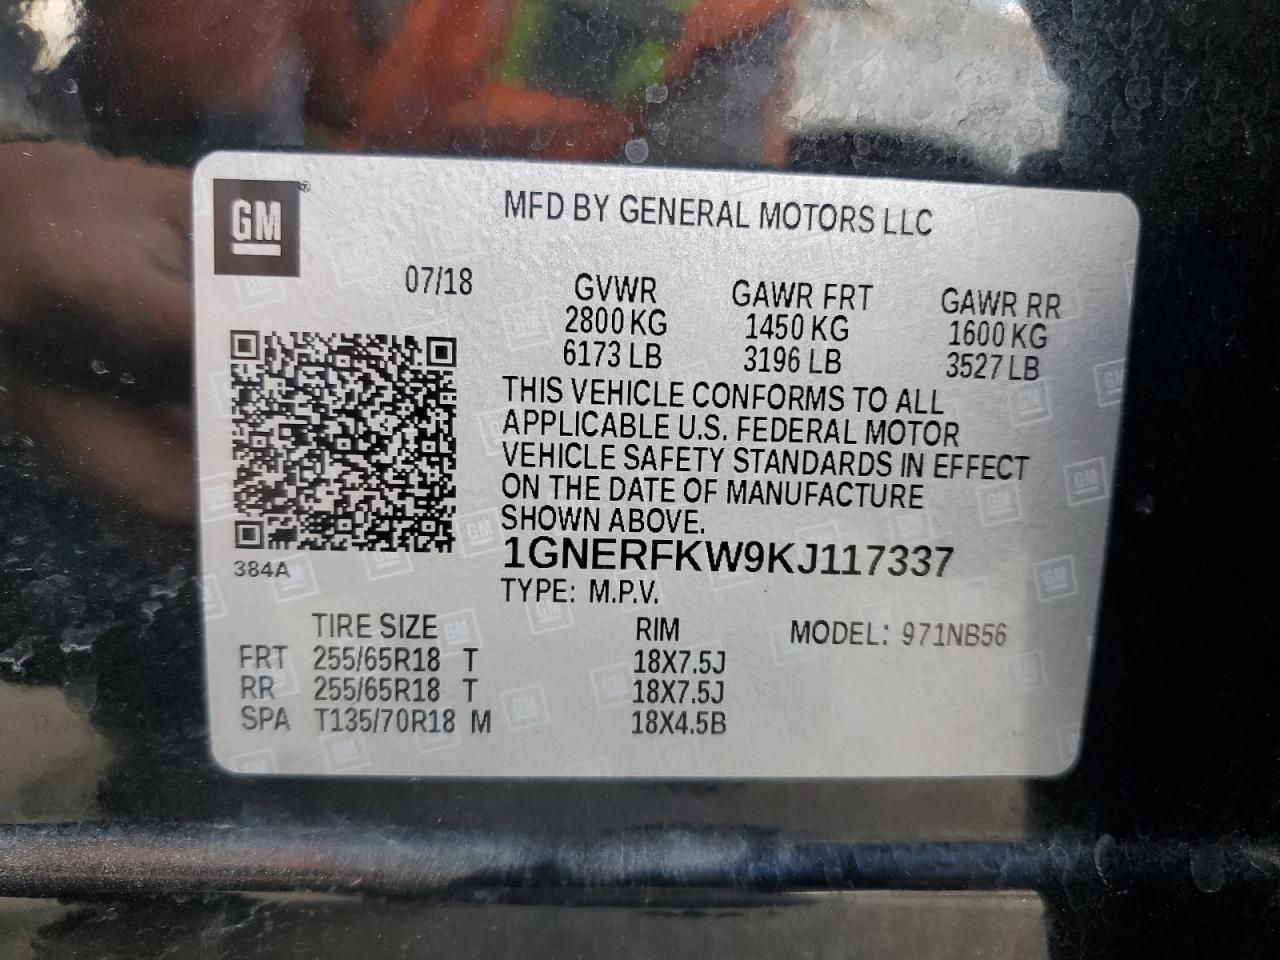 GM
MFD BY GENERAL MOTORS LLC
07/18
GVWR GAWR FRT GAWR RR
2800 KG 1450 KG 1600 KG
6173 LB 3196 LB 3527 LB
THIS VEHICLE CONFORMS TO ALL
APPLICABLE U.S. FEDERAL MOTOR
VEHICLE SAFETY STANDARDS IN EFFECT
ON THE DATE OF MANUFACTURE
SHOWN ABOVE.
1GNERFKW9KJ117337
384A
TYPE: M.P.V.
TIRE SIZE RIM MODEL: 971NB56
FRT 255/65R18 T 18X7.5J
RR 255/65R18 T 18X7.5J
SPA T135/70R18 M 18X4.5B